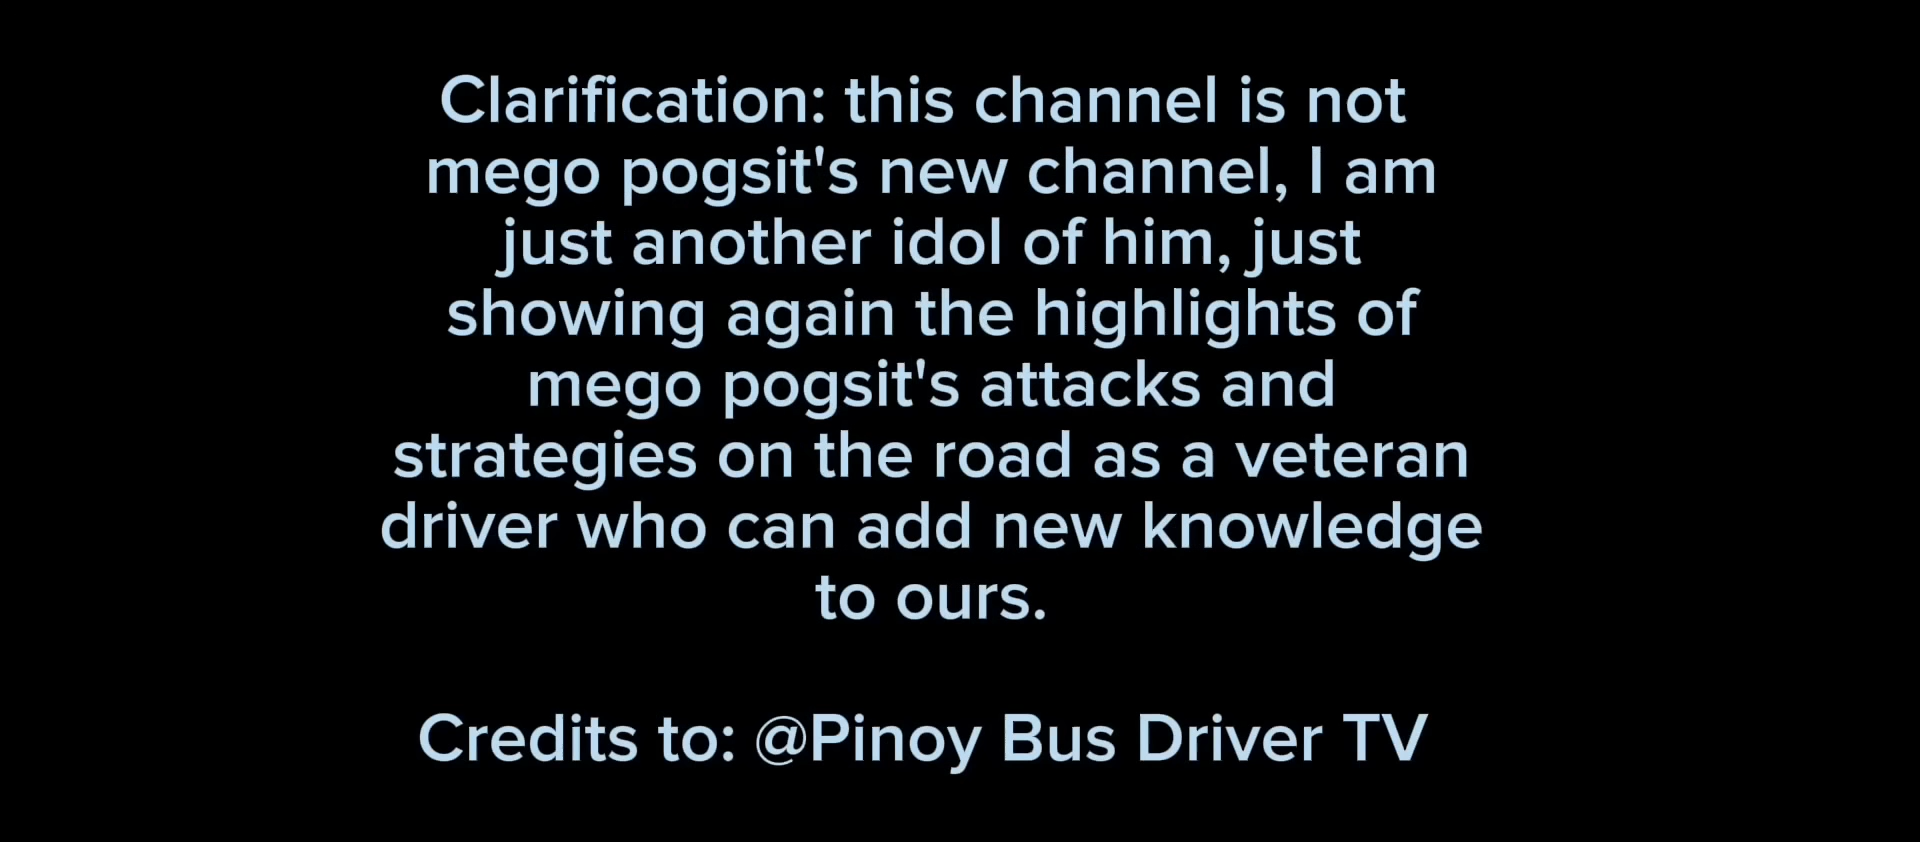 Clarification: this channel is not
mego pogsit's new channel, I am
just another idol of him, just
showing again the highlights of
mego pogsit's attacks and
strategies on the road as a veteran
driver who can add new knowledge
to ours.
Credits to: @Pinoy Bus Driver TV